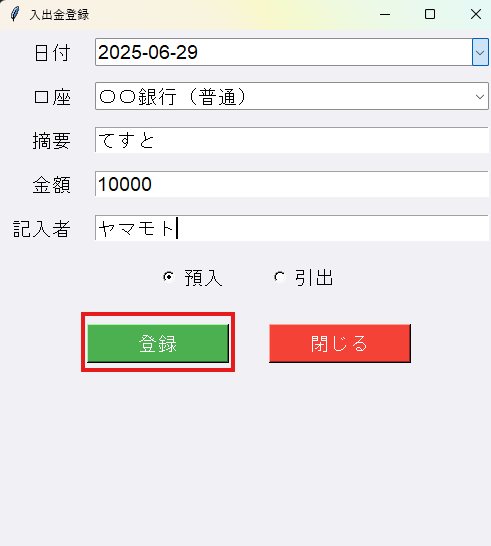 入出金登録
日付 2025-06-29
口座 〇〇銀行（普通）
摘要 てすと
金額 10000
記入者 ヤマモト
預入 引出
登録 閉じる